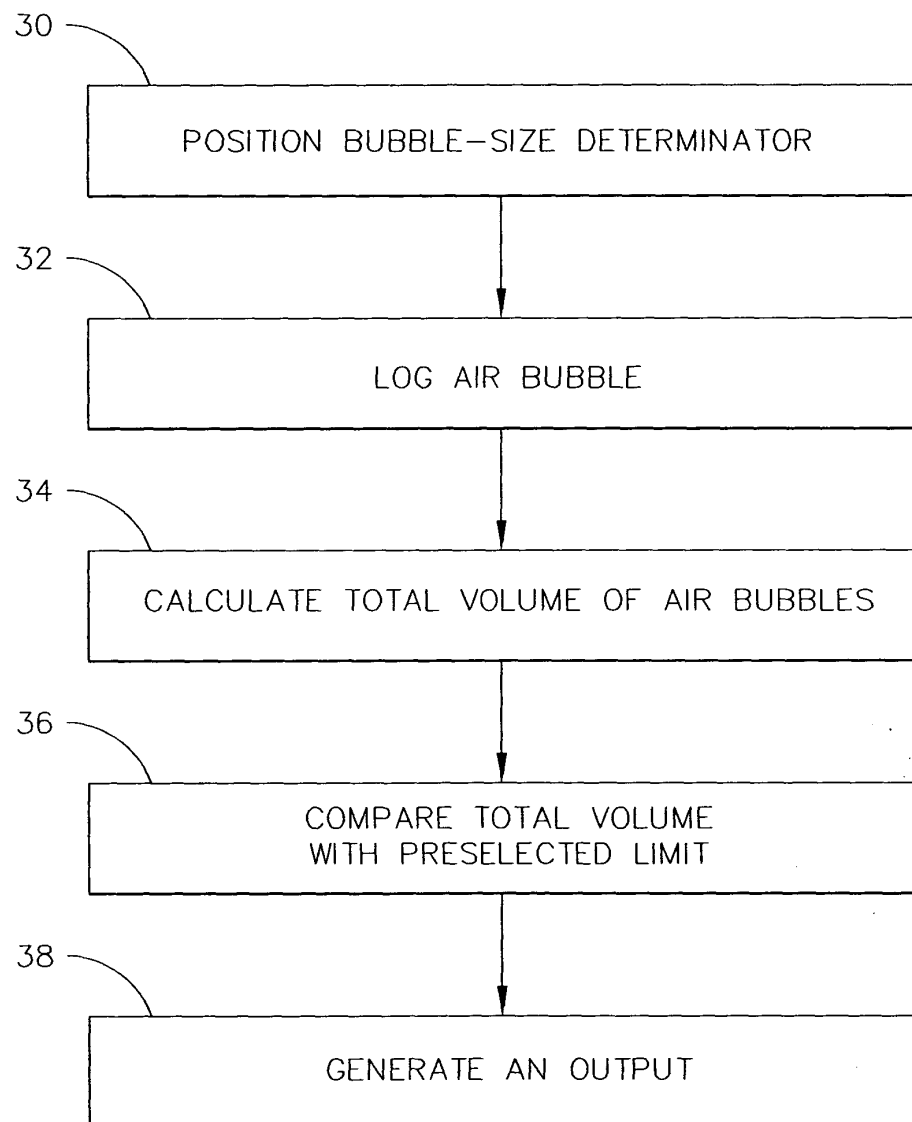 30
POSITION BUBBLE-SIZE DETERMINATOR
32
LOG AIR BUBBLE
34
CALCULATE TOTAL VOLUME OF AIR BUBBLES
36
COMPARE TOTAL VOLUME
WITH PRESELECTED LIMIT
38
GENERATE AN OUTPUT